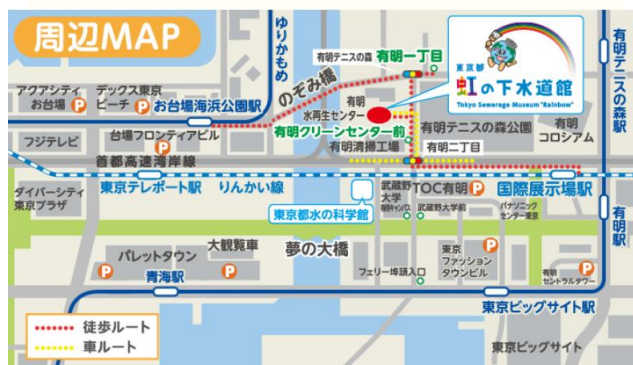 周辺MAP
ゆりかもめ
有明テニスの森
有明一丁目
東京都
虹の下水道館
Tokyo Sewerage Museum "Rainbow"
有明テニスの森駅
アクアシティ
お台場
P
デックス東京
ビーチ
P
お台場海浜公園駅
のぞみ橋
有明
水再生センター
有明クリーンセンター前
有明清掃工場
有明テニスの森公園
有明
コロシアム
有明二丁目
フジテレビ
台場フロンティアビル
P
首都高速湾岸線
東京テレポート駅
りんかい線
国際展示場駅
ダイバーシティ
東京プラザ
東京都水の科学館
武蔵野
大学
有明キャンパス
TOC有明
P
武蔵野大学前
パナソニック
センター東京
有明駅
パレットタウン
P
大観覧車
P
夢の大橋
青海駅
フェリー埠頭入口
東京
ファッション
タウンビル
P
有明
セントラルタワー
P
東京ビッグサイト駅
東京ビッグサイト
徒歩ルート
車ルート